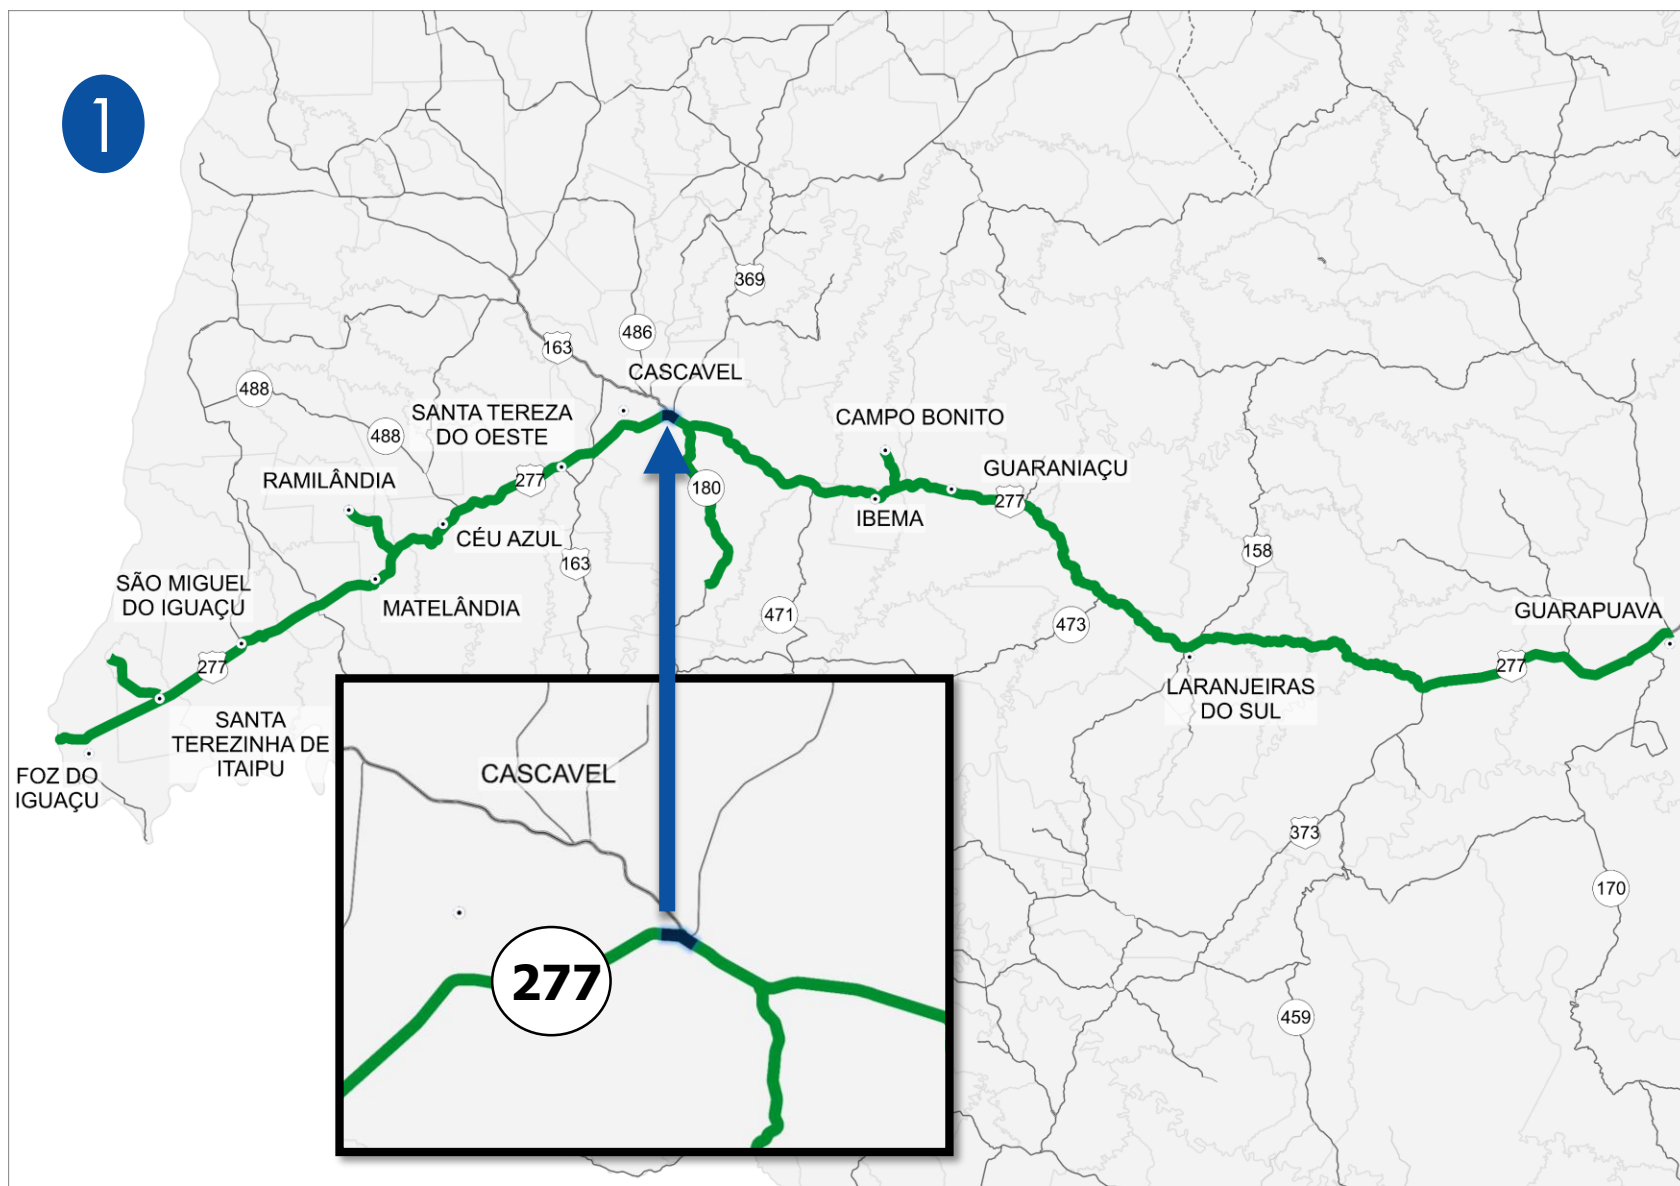 1
369
486
163
CASCAVEL
488
SANTA TEREZA
DO OESTE
CAMPO BONITO
488
GUARANIAÇU
RAMILÂNDIA
277
180
277
IBEMA
CÉU AZUL
158
163
SÃO MIGUEL
DO IGUAÇU
MATELÂNDIA
471
473
GUARAPUAVA
277
277
LARANJEIRAS
DO SUL
SANTA
TEREZINHA DE
ITAIPU
FOZ DO
IGUAÇU
CASCAVEL
373
170
277
459